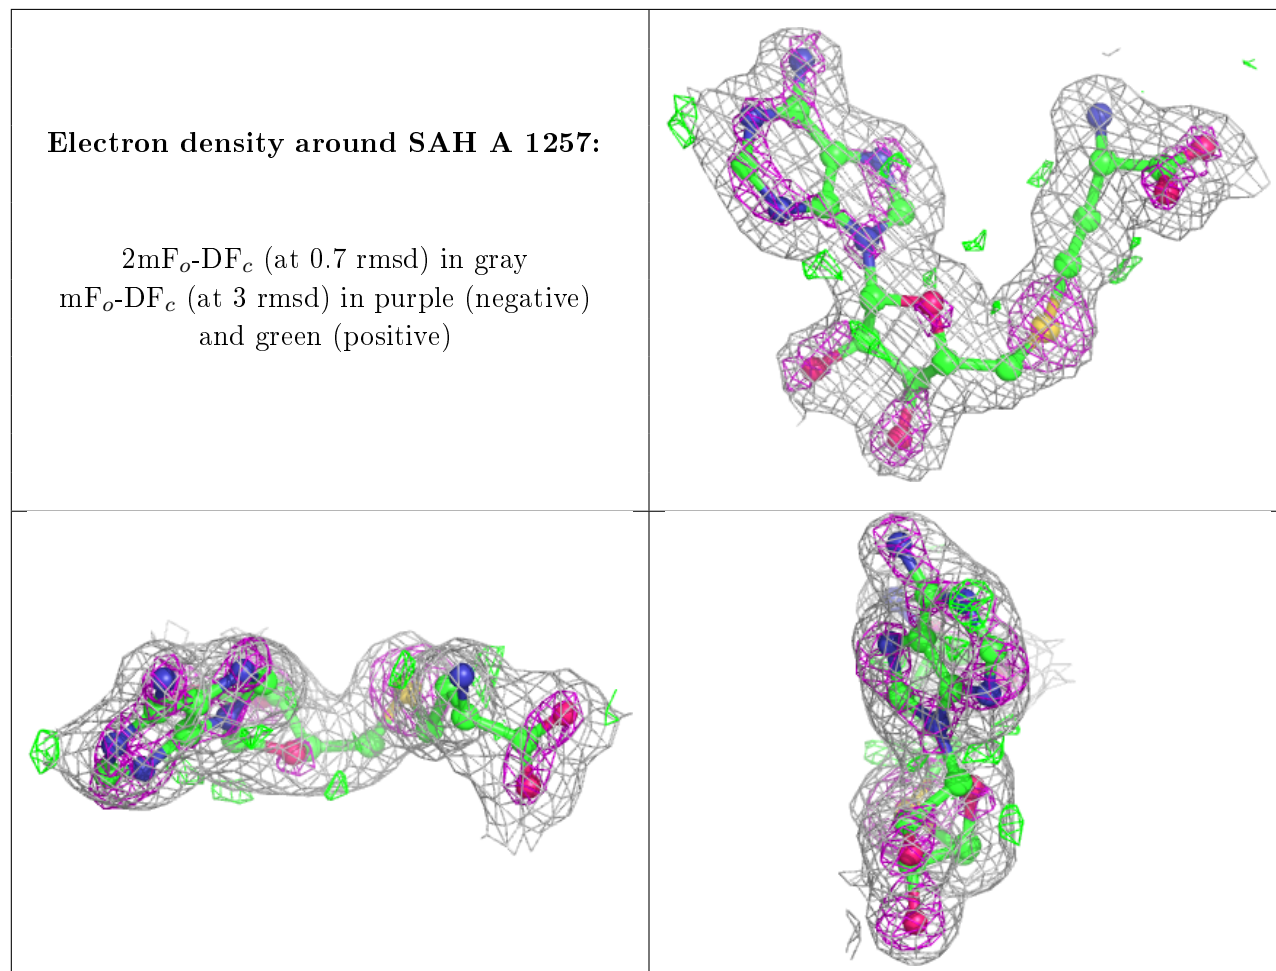 Electron density around SAH A 1257:
2mFo-DFc (at 0.7 rmsd) in gray
mFo-DFc (at 3 rmsd) in purple (negative)
and green (positive)